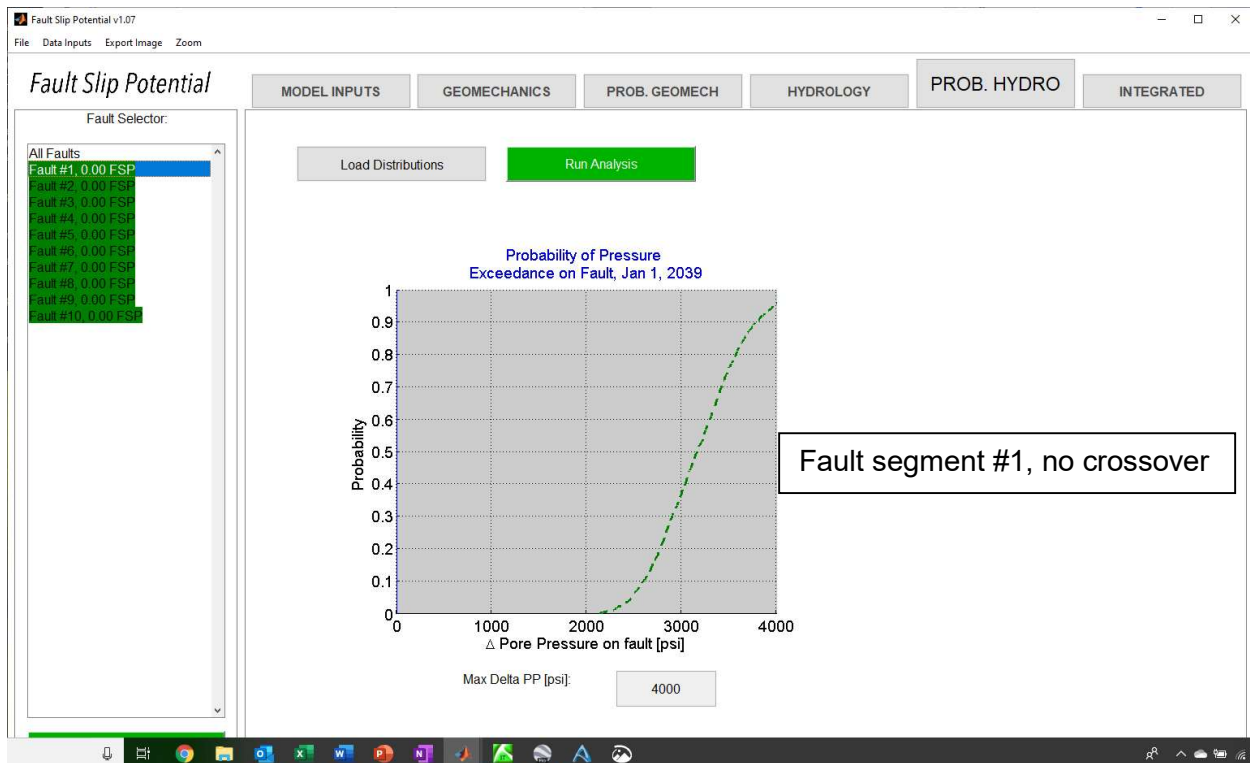 Fault Slip Potential v1.07
File Data Inputs Export Image Zoom
Fault Slip Potential
MODEL INPUTS GEOMECHANICS PROB. GEOMECH HYDROLOGY PROB. HYDRO INTEGRATED
Fault Selector:
All Faults
Fault #1, 0.00 FSP
Fault #2, 0.00 FSP
Fault #3, 0.00 FSP
Fault #4, 0.00 FSP
Fault #5, 0.00 FSP
Fault #6, 0.00 FSP
Fault #7, 0.00 FSP
Fault #8, 0.00 FSP
Fault #9, 0.00 FSP
Fault #10, 0.00 FSP
Load Distributions Run Analysis
Probability of Pressure
Exceedance on Fault, Jan 1, 2039
1
0.9
0.8
0.7
0.6
0.5
0.4
0.3
0.2
0.1
0
Probability
0 1000 2000 3000 4000
Δ Pore Pressure on fault [psi]
Fault segment #1, no crossover
Max Delta PP [psi]: 4000